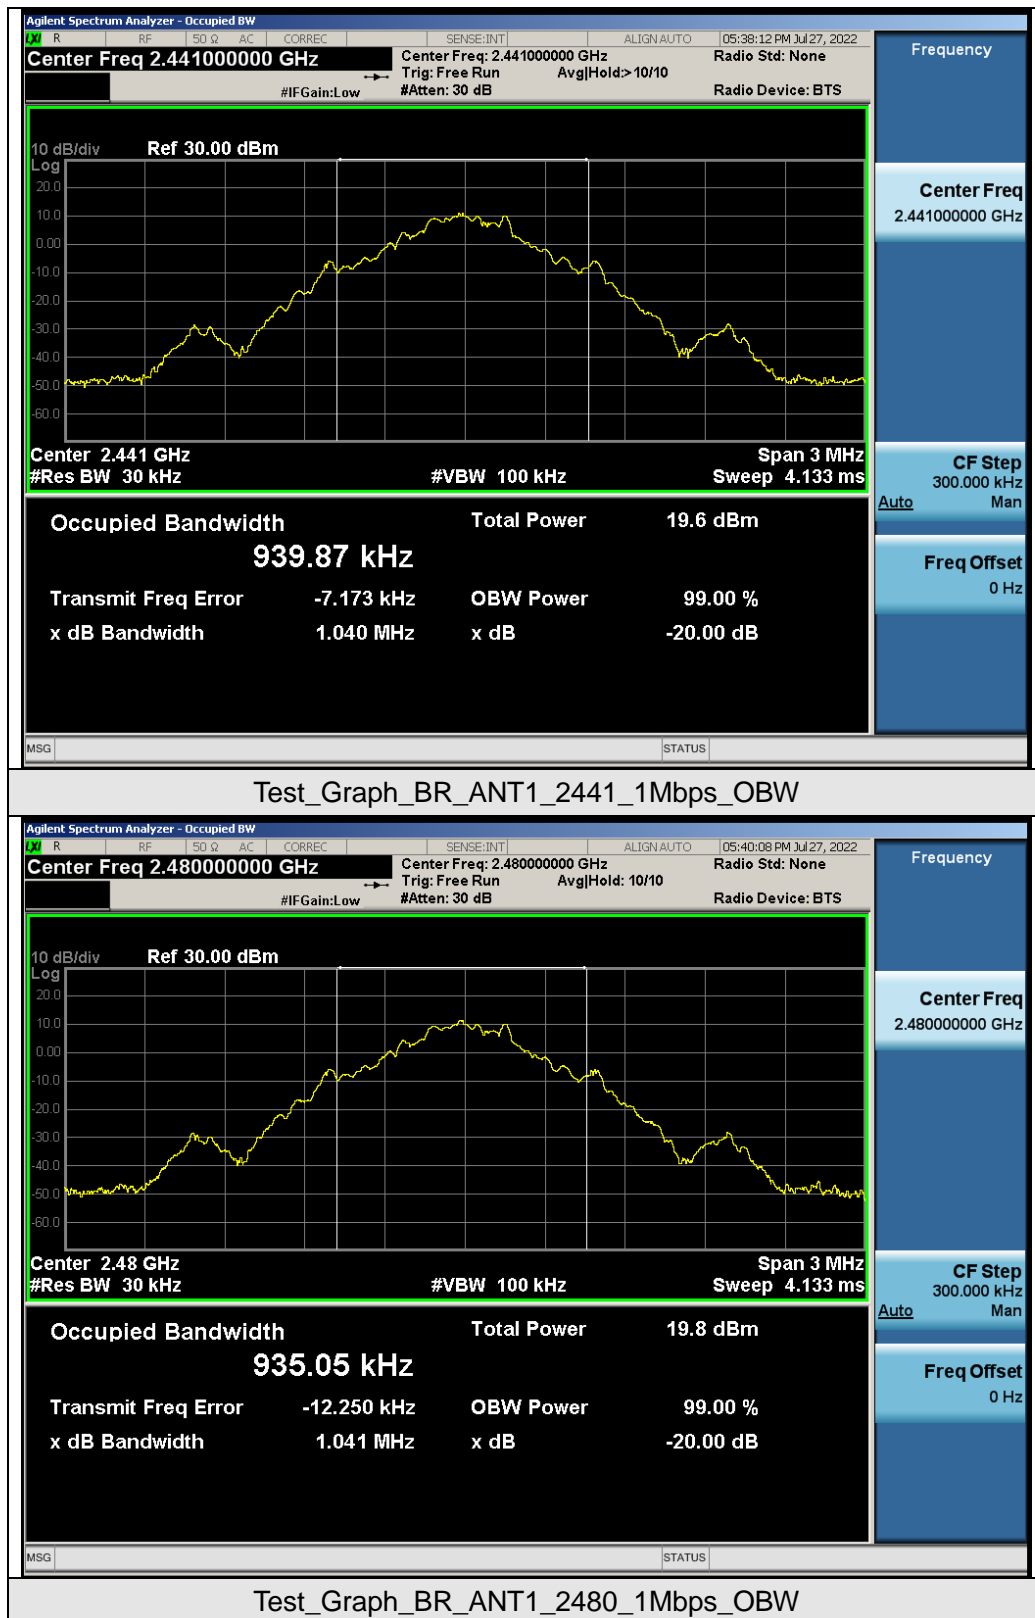 Agilent Spectrum Analyzer - Occupied BW
LXI R RF 50 Ω AC CORREC SENSE:INT ALIGN AUTO 05:38:12 PM Jul 27, 2022
Center Freq 2.441000000 GHz Center Freq: 2.441000000 GHz Radio Std: None
Trig: Free Run Avg|Hold:>10/10
#IFGain:Low #Atten: 30 dB Radio Device: BTS
Frequency
10 dB/div Ref 30.00 dBm
Log
20.0
10.0
0.00
-10.0
-20.0
-30.0
-40.0
-50.0
-60.0
Center 2.441 GHz Span 3 MHz
#Res BW 30 kHz #VBW 100 kHz Sweep 4.133 ms
Center Freq
2.441000000 GHz
CF Step
300.000 kHz
Auto Man
Freq Offset
0 Hz
Occupied Bandwidth Total Power 19.6 dBm
939.87 kHz
Transmit Freq Error -7.173 kHz OBW Power 99.00 %
x dB Bandwidth 1.040 MHz x dB -20.00 dB
MSG STATUS
Test_Graph_BR_ANT1_2441_1Mbps_OBW
Agilent Spectrum Analyzer - Occupied BW
LXI R RF 50 Ω AC CORREC SENSE:INT ALIGN AUTO 05:40:08 PM Jul 27, 2022
Center Freq 2.480000000 GHz Center Freq: 2.480000000 GHz Radio Std: None
Trig: Free Run Avg|Hold: 10/10
#IFGain:Low #Atten: 30 dB Radio Device: BTS
Frequency
10 dB/div Ref 30.00 dBm
Log
20.0
10.0
0.00
-10.0
-20.0
-30.0
-40.0
-50.0
-60.0
Center 2.48 GHz Span 3 MHz
#Res BW 30 kHz #VBW 100 kHz Sweep 4.133 ms
Center Freq
2.480000000 GHz
CF Step
300.000 kHz
Auto Man
Freq Offset
0 Hz
Occupied Bandwidth Total Power 19.8 dBm
935.05 kHz
Transmit Freq Error -12.250 kHz OBW Power 99.00 %
x dB Bandwidth 1.041 MHz x dB -20.00 dB
MSG STATUS
Test_Graph_BR_ANT1_2480_1Mbps_OBW